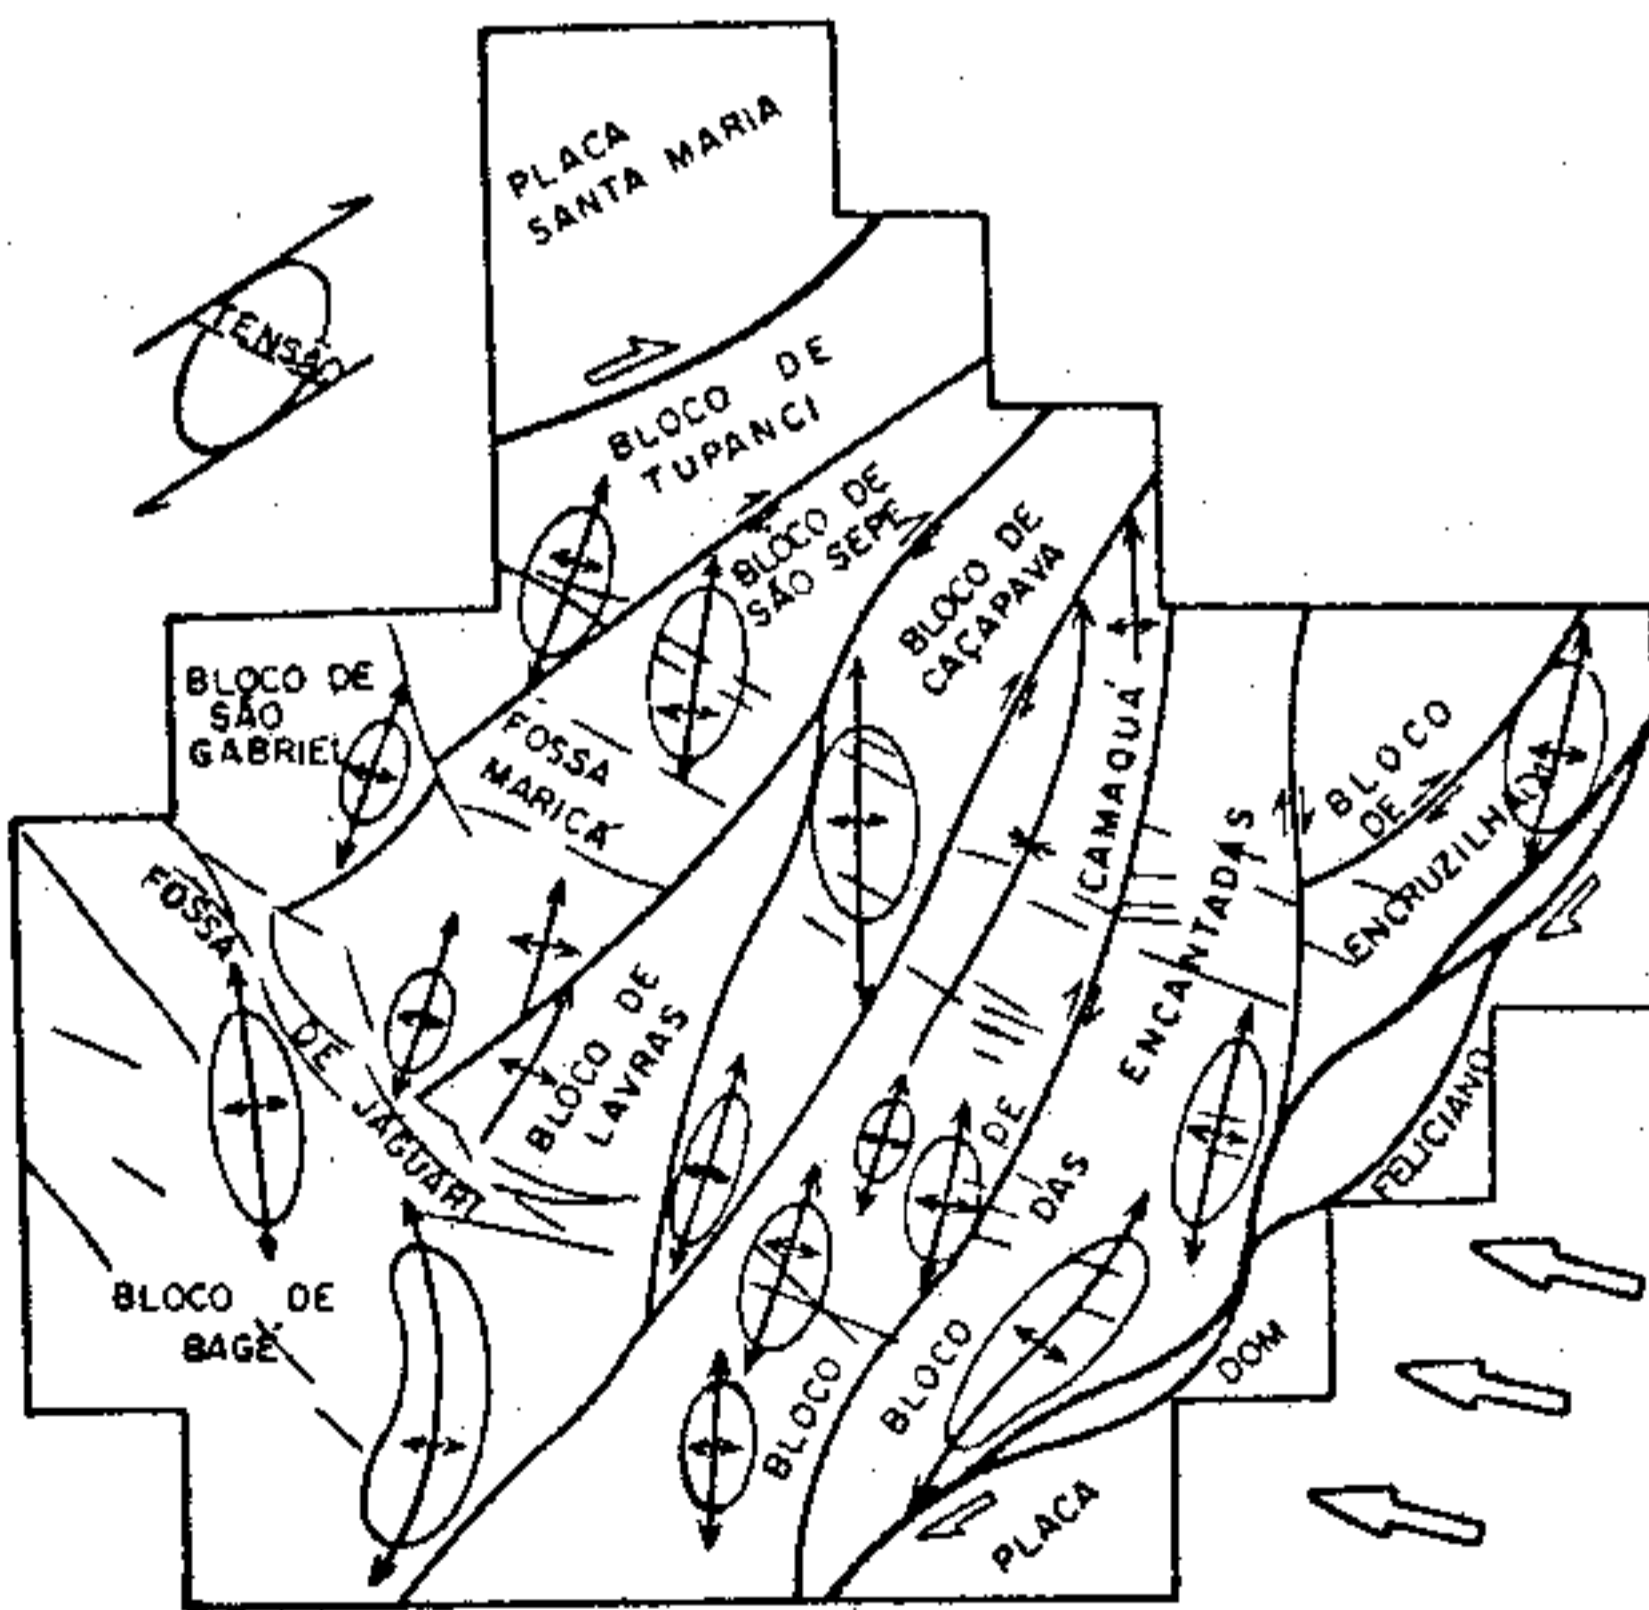 PLACA
SANTA MARIA
TENSÃO
BLOCO DE
TUPANCI
BLOCO DE
SÃO SEPÉ
BLOCO DE
CAÇAPAVA
BLOCO DE
SÃO
GABRIEL
FOSSA
MARICÁ
FOSSA DE JAGUARI
BLOCO DE
LAVRAS
BLOCO DE
BAGÉ
BLOCO DE CAMAQUÁ
BLOCO DAS ENCANTADAS
BLOCO
DE
ENCRUZILHADA
PLACA DOM FELICIANO